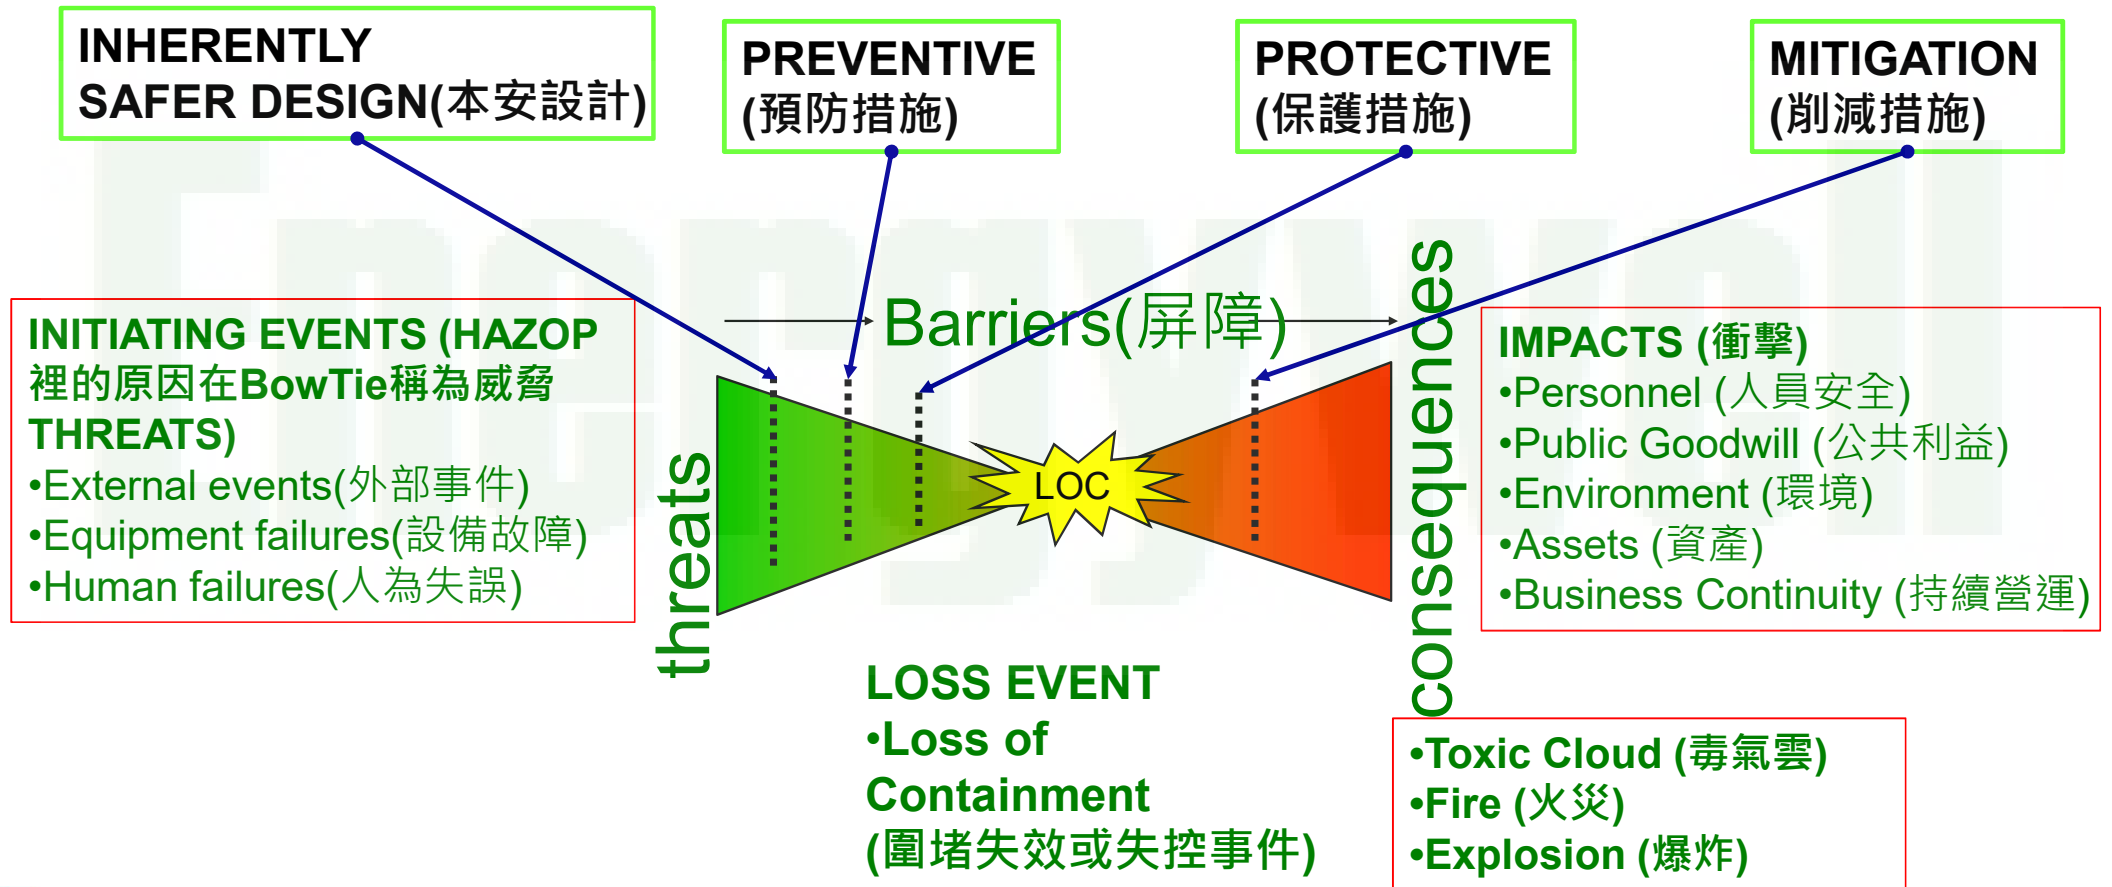 INHERENTLY
SAFER DESIGN(本安設計)
PREVENTIVE
(預防措施)
PROTECTIVE
(保護措施)
MITIGATION
(削減措施)
Energywell
Barriers(屏障)
INITIATING EVENTS (HAZOP
裡的原因在BowTie稱為威脅
THREATS)
•External events(外部事件)
•Equipment failures(設備故障)
•Human failures(人為失誤)
threats
LOC
consequences
IMPACTS (衝擊)
•Personnel (人員安全)
•Public Goodwill (公共利益)
•Environment (環境)
•Assets (資產)
•Business Continuity (持續營運)
LOSS EVENT
•Loss of
Containment
(圍堵失效或失控事件)
•Toxic Cloud (毒氣雲)
•Fire (火災)
•Explosion (爆炸)